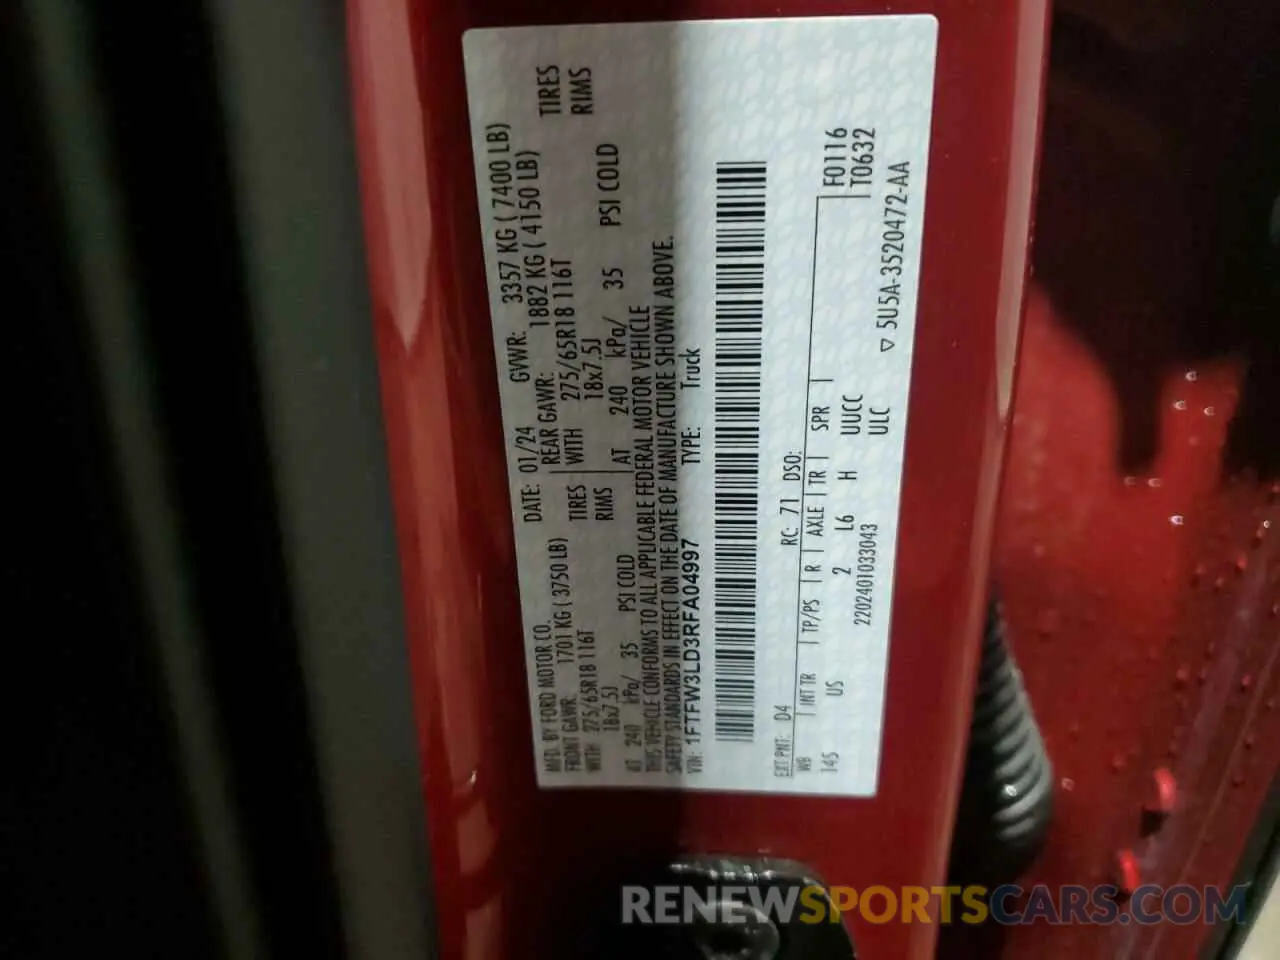 MFD. BY FORD MOTOR CO.
DATE: 01/24 GVWR: 3357 KG ( 7400 LB)
FRONT GAWR: 1701 KG ( 3750 LB)
REAR GAWR: 1882 KG ( 4150 LB)
WITH 275/65R18 116T TIRES
WITH 275/65R18 116T TIRES
18x7.5J RIMS
18x7.5J RIMS
AT 240 kPa/ 35 PSI COLD
AT 240 kPa/ 35 PSI COLD
THIS VEHICLE CONFORMS TO ALL APPLICABLE FEDERAL MOTOR VEHICLE
SAFETY STANDARDS IN EFFECT ON THE DATE OF MANUFACTURE SHOWN ABOVE.
VIN: 1FTFW3LD3RFA04997 TYPE: Truck
EXT PNT: D4 RC: 71 DSO: F0116
WB INT TR TP/PS R AXLE TR SPR T0632
145 US 2 L6 H UUCC
ULC
2202401033043
▽ 5U5A-3520472-AA
RENEWSPORTSCARS.COM